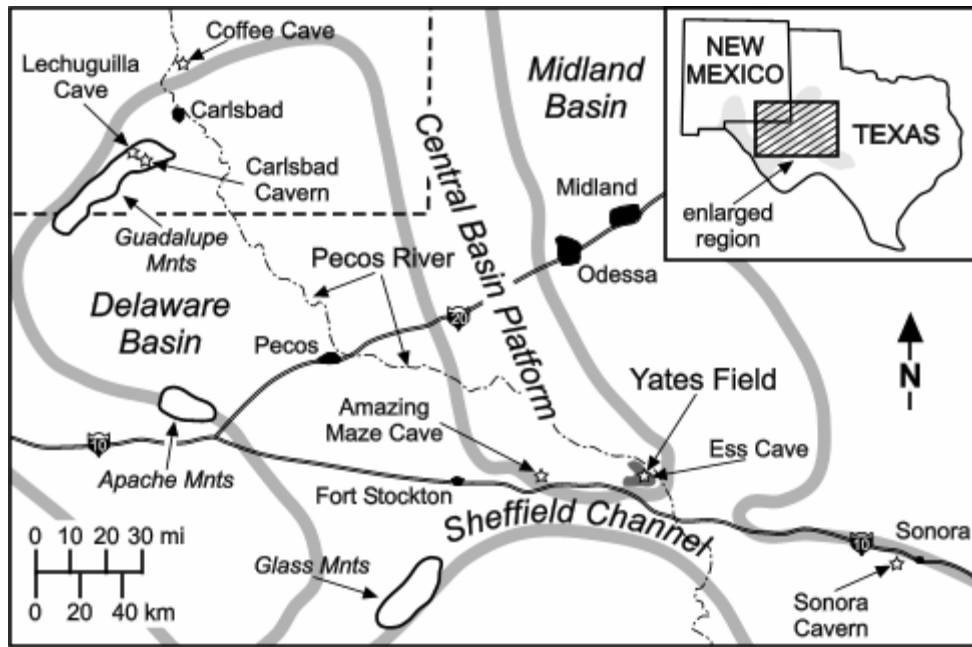 Coffee Cave
Lechuguilla
Cave
Carlsbad
Carlsbad
Cavern
Guadalupe
Mnts
Midland
Basin
NEW
MEXICO
TEXAS
enlarged
region
Central Basin Platform
Midland
Odessa
Pecos River
20
Delaware
Basin
Pecos
N
Yates Field
Amazing
Maze Cave
Ess Cave
10
Apache Mnts
Fort Stockton
Sheffield Channel
10
Sonora
0 10 20 30 mi
0 20 40 km
Glass Mnts
Sonora
Cavern